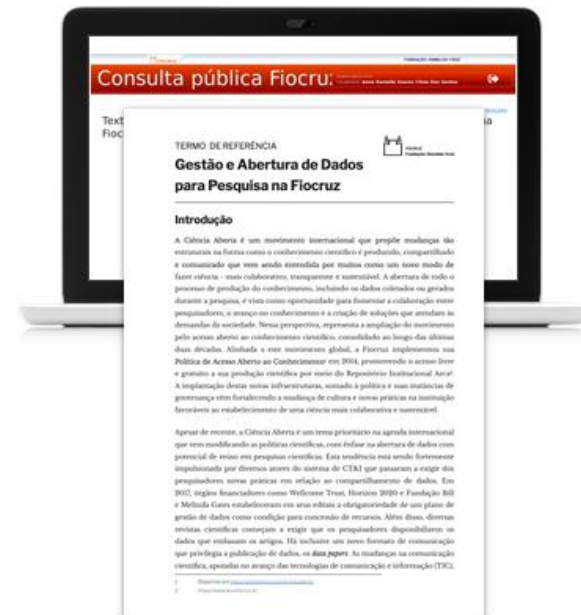 Consulta pública Fiocruz
Text
Fioc
TERMO DE REFERÊNCIA
Gestão e Abertura de Dados
para Pesquisa na Fiocruz
Introdução
A Ciência Aberta é um movimento internacional que propõe mudanças tão
estruturais na forma como o conhecimento científico é produzido, compartilhado
e comunicado que vem sendo entendida por muitos como um novo modo de
fazer ciência – mais colaborativo, transparente e sustentável. A abertura de todo o
processo de produção do conhecimento, incluindo os dados coletados ou gerados
durante a pesquisa, é vista como oportunidade para fomentar a colaboração entre
pesquisadores, o avanço no conhecimento e a criação de soluções que atendam às
demandas da sociedade. Nessa perspectiva, representa a ampliação do movimento
pelo acesso aberto ao conhecimento científico, consolidado ao longo das últimas
duas décadas. Alinhada a este movimento global, a Fiocruz implementou sua
Política de Acesso Aberto ao Conhecimento¹ em 2014, promovendo o acesso livre
e gratuito a sua produção científica por meio do Repositório Institucional Arca².
A implantação destas novas infraestruturas, somado à política e suas instâncias de
governança vêm fortalecendo a mudança de cultura e novas práticas na instituição
favoráveis ao estabelecimento de uma ciência mais colaborativa e sustentável.
Apesar de recente, a Ciência Aberta é um tema prioritário na agenda internacional
que vem modificando as políticas científicas, com ênfase na abertura de dados com
potencial de reúso em pesquisas científicas. Esta tendência está sendo fortemente
impulsionada por diversos atores do sistema de CT&I que passaram a exigir dos
pesquisadores novas práticas em relação ao compartilhamento de dados. Em
2017, órgãos financiadores como Wellcome Trust, Horizon 2020 e Fundação Bill
e Melinda Gates estabeleceram em seus editais a obrigatoriedade de um plano de
gestão de dados como condição para concessão de recursos. Além disso, diversas
revistas científicas começam a exigir que os pesquisadores disponibilizem os
dados que embasam os artigos. Há inclusive um novo formato de comunicação
que privilegia a publicação de dados, os data papers. As mudanças na comunicação
científica, apoiadas no avanço das tecnologias de comunicação e informação (TIC),